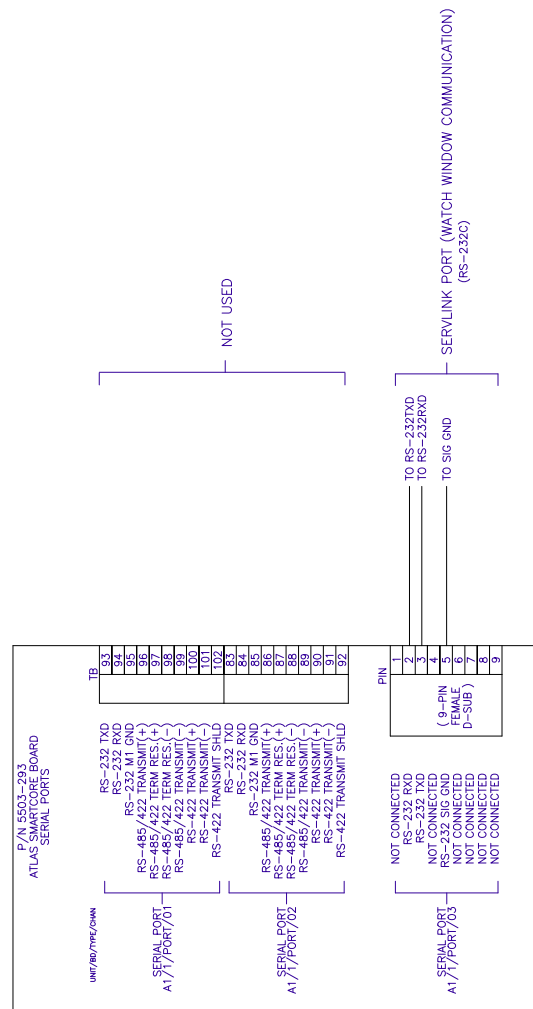 P/N 5503-293
ATLAS SMARTCORE BOARD
SERIAL PORTS
UNIT/BD/TYPE/CHAN
TB
SERIAL PORT
A1/1/PORT/01
RS-232 TXD 93
RS-232 RXD 94
RS-232 M1 GND 95
RS-485/422 TRANSMIT(+) 96
RS-485/422 TERM RES.(+) 97
RS-485/422 TERM RES.(-) 98
RS-485/422 TRANSMIT(-) 99
RS-422 TRANSMIT(+) 100
RS-422 TRANSMIT(-) 101
RS-422 TRANSMIT SHLD 102
SERIAL PORT
A1/1/PORT/02
RS-232 TXD 83
RS-232 RXD 84
RS-232 M1 GND 85
RS-485/422 TRANSMIT(+) 86
RS-485/422 TERM RES.(+) 87
RS-485/422 TERM RES.(-) 88
RS-485/422 TRANSMIT(-) 89
RS-422 TRANSMIT(+) 90
RS-422 TRANSMIT(-) 91
RS-422 TRANSMIT SHLD 92
NOT USED
PIN
SERIAL PORT
A1/1/PORT/03
NOT CONNECTED 1
RS-232 RXD 2 TO RS-232TXD
RS-232 TXD 3 TO RS-232RXD
NOT CONNECTED 4
RS-232 SIG GND 5 TO SIG GND
NOT CONNECTED 6
NOT CONNECTED 7
NOT CONNECTED 8
NOT CONNECTED 9
( 9-PIN
FEMALE
D-SUB )
SERVLINK PORT (WATCH WINDOW COMMUNICATION)
(RS-232C)